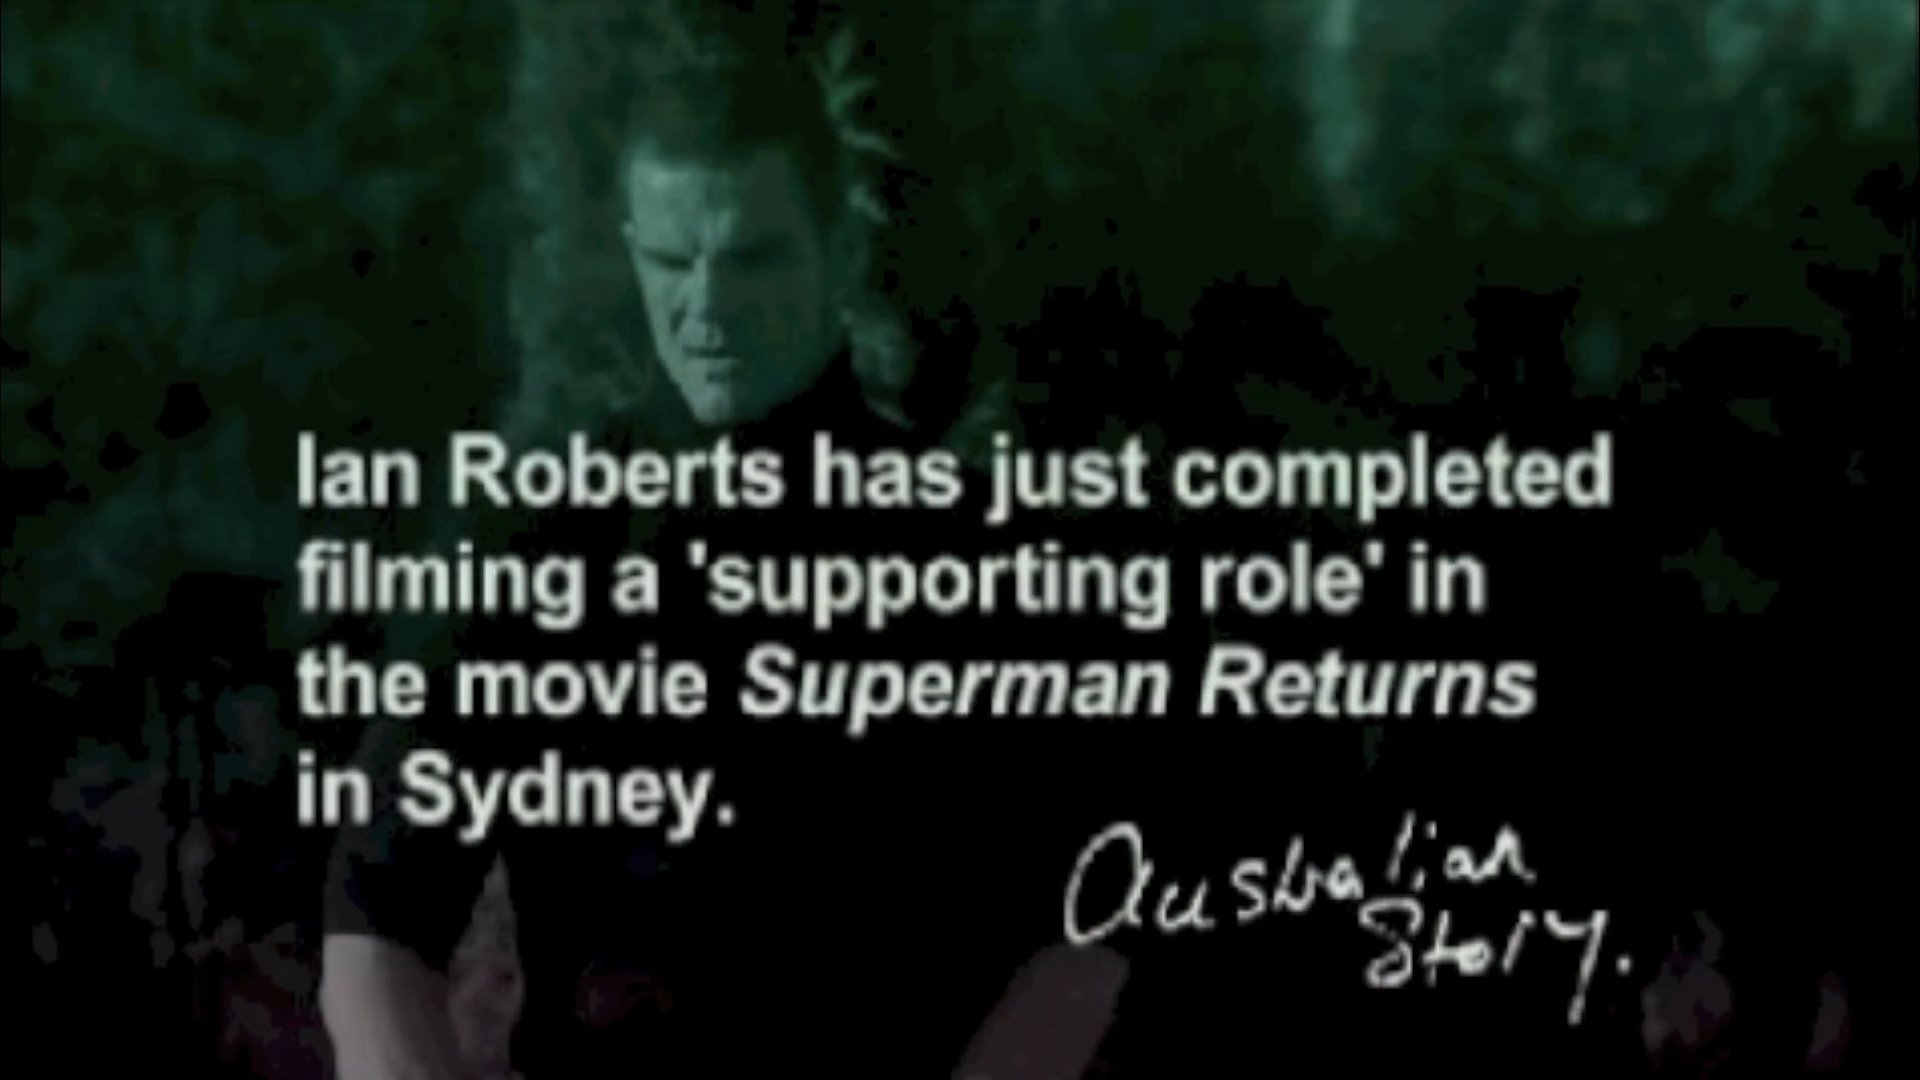 Ian Roberts has just completed
filming a 'supporting role' in
the movie Superman Returns
in Sydney.
Australian
Story.